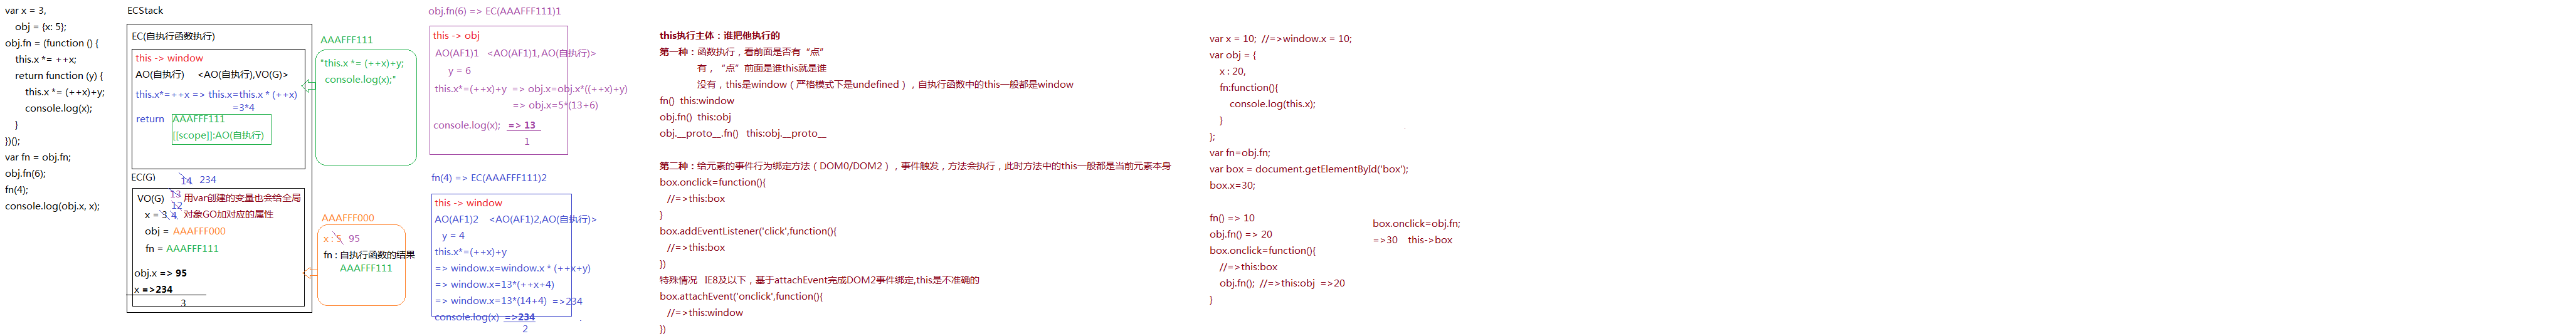 var x = 3,
obj = {x: 5};
obj.fn = (function () {
this.x *= ++x;
return function (y) {
this.x *= (++x)+y;
console.log(x);
}
})();
var fn = obj.fn;
obj.fn(6);
fn(4);
console.log(obj.x, x);
ECStack
EC(自执行函数执行)
this -> window
AO(自执行) <AO(自执行),VO(G)>
this.x*=++x => this.x=this.x * (++x)
=3*4
return AAAFFF111
[[scope]]:AO(自执行)
EC(G)
14 234
13
VO(G) 用var创建的变量也会给全局
12
x = 3 4 对象GO加对应的属性
obj = AAAFFF000
fn = AAAFFF111
obj.x => 95
x =>234
3
AAAFFF111
"this.x *= (++x)+y;
console.log(x);"
AAAFFF000
x : 5 95
fn : 自执行函数的结果
AAAFFF111
obj.fn(6) => EC(AAAFFF111)1
this -> obj
AO(AF1)1 <AO(AF1)1,AO(自执行)>
y = 6
this.x*=(++x)+y => obj.x=obj.x*((++x)+y)
=> obj.x=5*(13+6)
console.log(x); => 13
1
fn(4) => EC(AAAFFF111)2
this -> window
AO(AF1)2 <AO(AF1)2,AO(自执行)>
y = 4
this.x*=(++x)+y
=> window.x=window.x * (++x+y)
=> window.x=13*(++x+4)
=> window.x=13*(14+4) =>234
console.log(x) =>234
2
this执行主体：谁把他执行的
第一种：函数执行，看前面是否有“点”
有，“点”前面是谁this就是谁
没有，this是window（严格模式下是undefined），自执行函数中的this一般都是window
fn() this:window
obj.fn() this:obj
obj.__proto__.fn() this:obj.__proto__
第二种：给元素的事件行为绑定方法（DOM0/DOM2），事件触发，方法会执行，此时方法中的this一般都是当前元素本身
box.onclick=function(){
//=>this:box
}
box.addEventListener('click',function(){
//=>this:box
})
特殊情况 IE8及以下，基于attachEvent完成DOM2事件绑定,this是不准确的
box.attachEvent('onclick',function(){
//=>this:window
})
var x = 10; //=>window.x = 10;
var obj = {
x : 20,
fn:function(){
console.log(this.x);
}
};
var fn=obj.fn;
var box = document.getElementById('box');
box.x=30;
fn() => 10
obj.fn() => 20
box.onclick=function(){
//=>this:box
obj.fn(); //=>this:obj =>20
}
box.onclick=obj.fn;
=>30 this->box